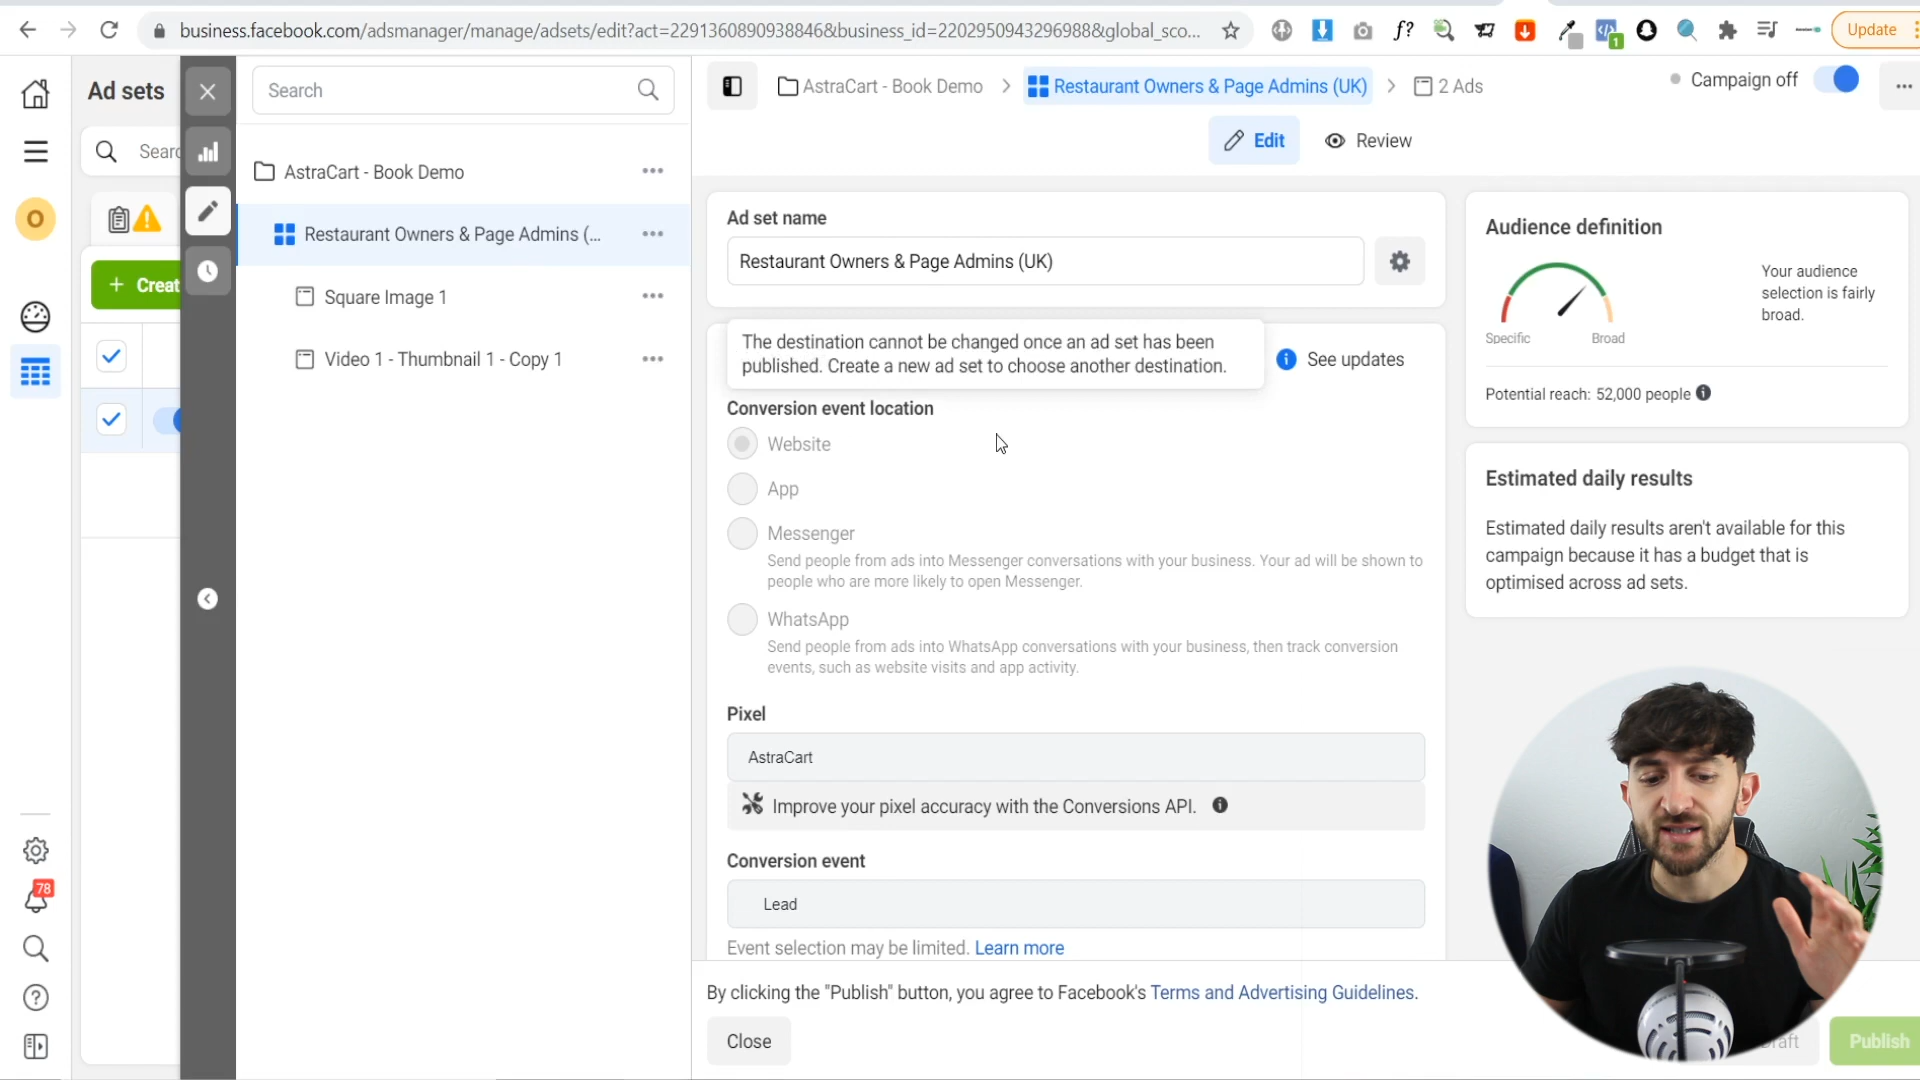 business.facebook.com/adsmanager/manage/adsets/edit?act=2291360890938846&business_id=2202950943296988&global_sco...
f?
1
Update
Ad sets
Search
AstraCart - Book Demo
Restaurant Owners & Page Admins (UK)
2 Ads
Campaign off
Searc
Edit
Review
AstraCart - Book Demo
O
Restaurant Owners & Page Admins (...
Creat
Square Image 1
Video 1 - Thumbnail 1 - Copy 1
Ad set name
Restaurant Owners & Page Admins (UK)
The destination cannot be changed once an ad set has been
published. Create a new ad set to choose another destination.
See updates
Conversion event location
Website
App
Messenger
Send people from ads into Messenger conversations with your business. Your ad will be shown to
people who are more likely to open Messenger.
WhatsApp
Send people from ads into WhatsApp conversations with your business, then track conversion
events, such as website visits and app activity.
Pixel
AstraCart
Improve your pixel accuracy with the Conversions API.
Conversion event
Lead
Event selection may be limited. Learn more
Audience definition
Your audience
selection is fairly
broad.
Specific
Broad
Potential reach: 52,000 people
Estimated daily results
Estimated daily results aren't available for this
campaign because it has a budget that is
optimised across ad sets.
78
By clicking the "Publish" button, you agree to Facebook's Terms and Advertising Guidelines.
Close
raft
Publish